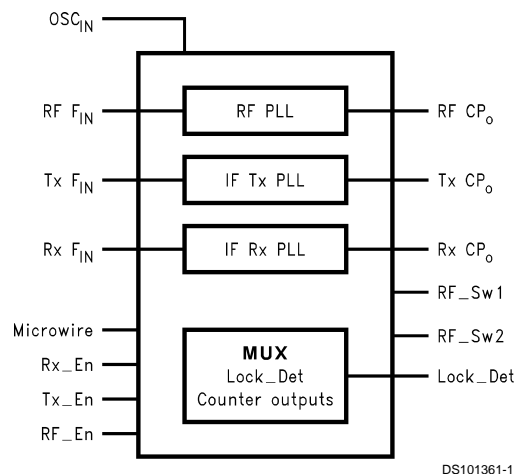 OSC_IN
RF F_IN RF PLL RF CP_o
Tx F_IN IF Tx PLL Tx CP_o
Rx F_IN IF Rx PLL Rx CP_o
RF_Sw1
Microwire RF_Sw2
MUX
Rx_En Lock_Det Lock_Det
Tx_En Counter outputs
RF_En
DS101361-1